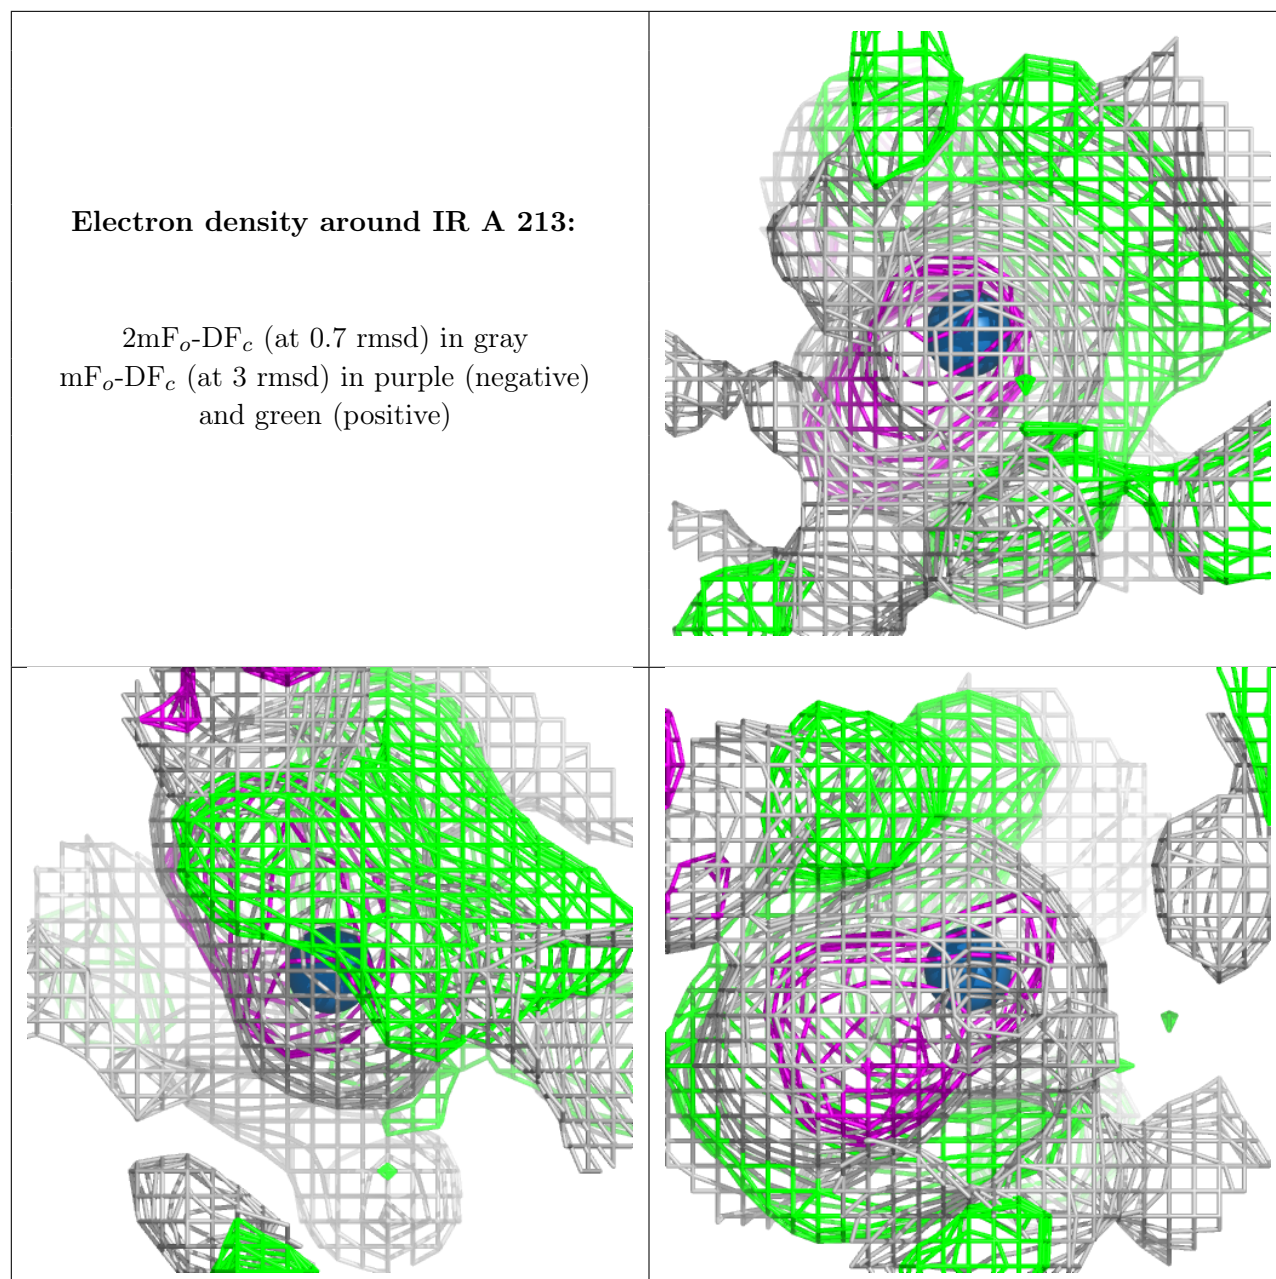 Electron density around IR A 213:
2mFo-DFc (at 0.7 rmsd) in gray
mFo-DFc (at 3 rmsd) in purple (negative)
and green (positive)